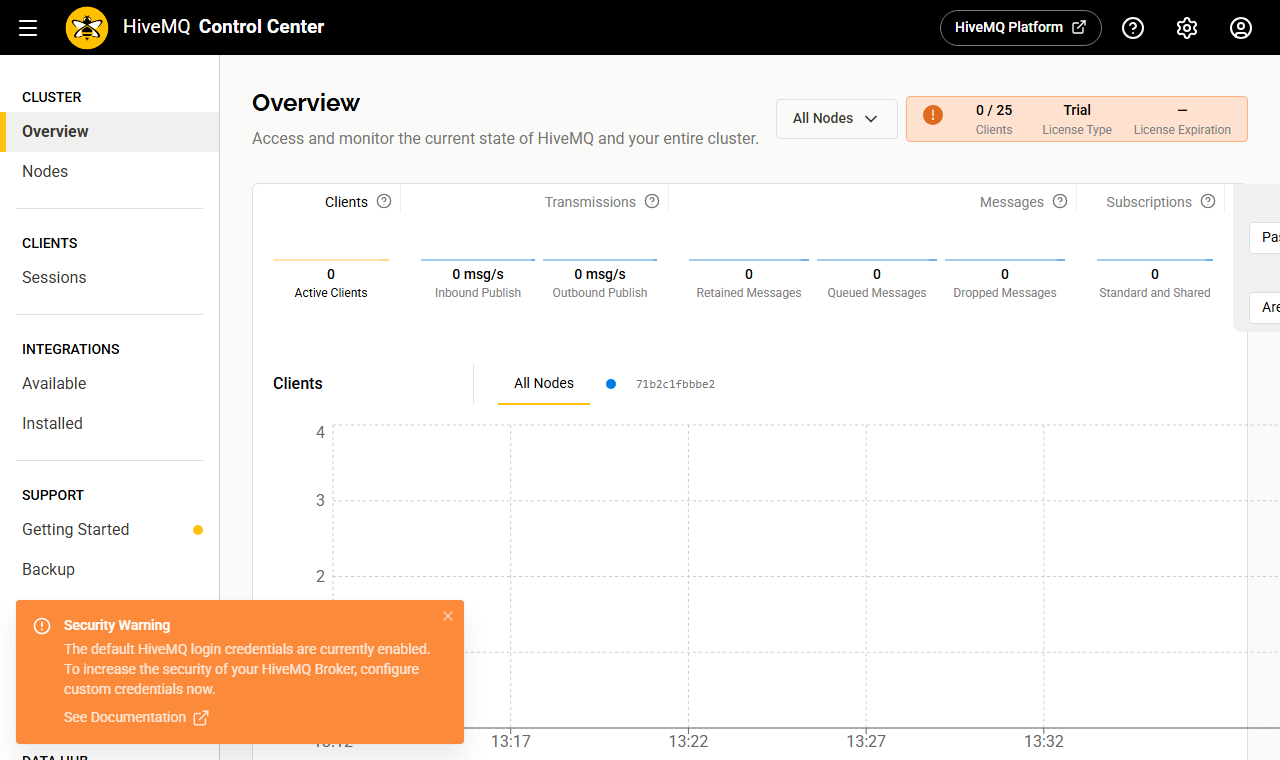 HiveMQ Control Center
HiveMQ Platform
CLUSTER
Overview
Nodes
CLIENTS
Sessions
INTEGRATIONS
Available
Installed
SUPPORT
Getting Started
Backup
Overview
Access and monitor the current state of HiveMQ and your entire cluster.
All Nodes
0 / 25
Clients
Trial
License Type
–
License Expiration
Clients
Transmissions
Messages
Subscriptions
0
Active Clients
0 msg/s
Inbound Publish
0 msg/s
Outbound Publish
0
Retained Messages
0
Queued Messages
0
Dropped Messages
0
Standard and Shared
Clients
All Nodes
71b2c1fbbbe2
4
3
2
13:12
13:17
13:22
13:27
13:32
Security Warning
The default HiveMQ login credentials are currently enabled.
To increase the security of your HiveMQ Broker, configure
custom credentials now.
See Documentation
DATA HUB